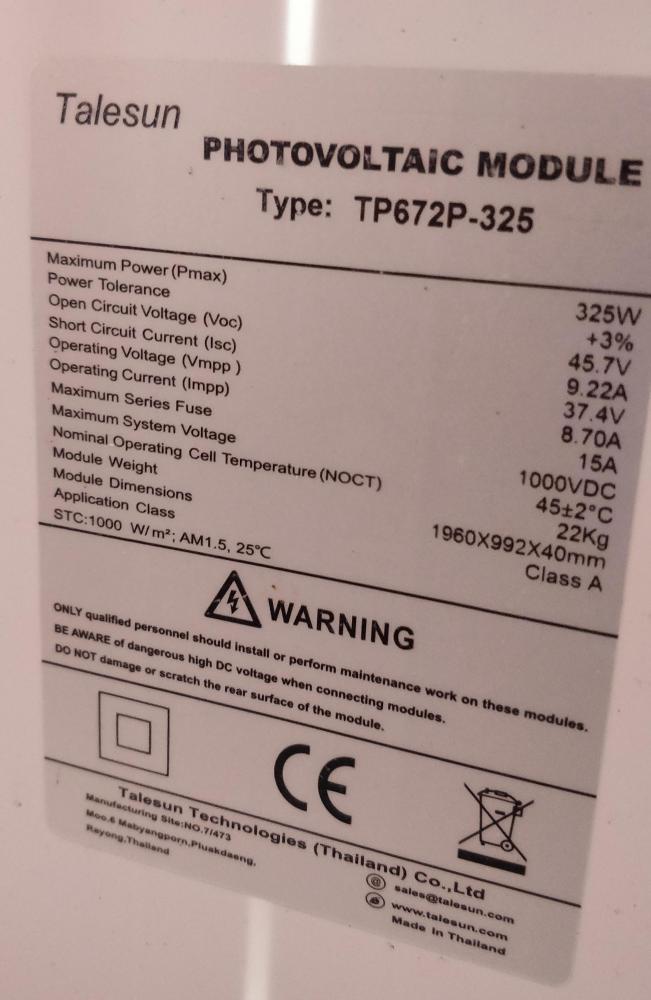 Talesun
PHOTOVOLTAIC MODULE
Type: TP672P-325
Maximum Power (Pmax) 325W
Power Tolerance +3%
Open Circuit Voltage (Voc) 45.7V
Short Circuit Current (Isc) 9.22A
Operating Voltage (Vmpp ) 37.4V
Operating Current (Impp) 8.70A
Maximum Series Fuse 15A
Maximum System Voltage 1000VDC
Nominal Operating Cell Temperature (NOCT) 45±2°C
Module Weight 22Kg
Module Dimensions 1960X992X40mm
Application Class Class A
STC:1000 W/m²; AM1.5, 25℃
WARNING
ONLY qualified personnel should install or perform maintenance work on these modules.
BE AWARE of dangerous high DC voltage when connecting modules.
DO NOT damage or scratch the rear surface of the module.
CE
Talesun Technologies (Thailand) Co.,Ltd
Manufacturing Site:NO.7/473
Moo.6 Mabyangporn,Pluakdaeng,
Rayong,Thailand
@ sales@talesun.com
www.talesun.com
Made In Thailand